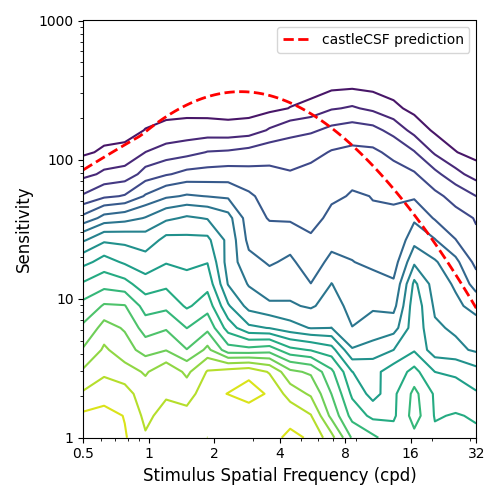 castleCSF prediction
1000
100
10
1
Sensitivity
0.5 1 2 4 8 16 32
Stimulus Spatial Frequency (cpd)